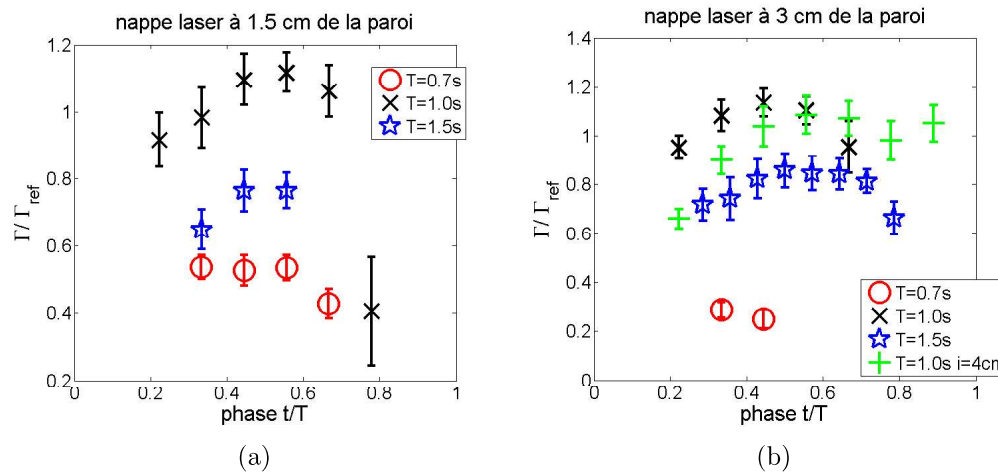 nappe laser à 1.5 cm de la paroi
1.2
1
0.8
0.6
0.4
0.2
Γ/ Γref
0
0.2
0.4
0.6
0.8
1
phase t/T
T=0.7s
T=1.0s
T=1.5s
(a)
nappe laser à 3 cm de la paroi
1.4
1.2
1
0.8
0.6
0.4
0.2
0
Γ/ Γref
0
0.2
0.4
0.6
0.8
1
phase t/T
T=0.7s
T=1.0s
T=1.5s
T=1.0s i=4cm
(b)